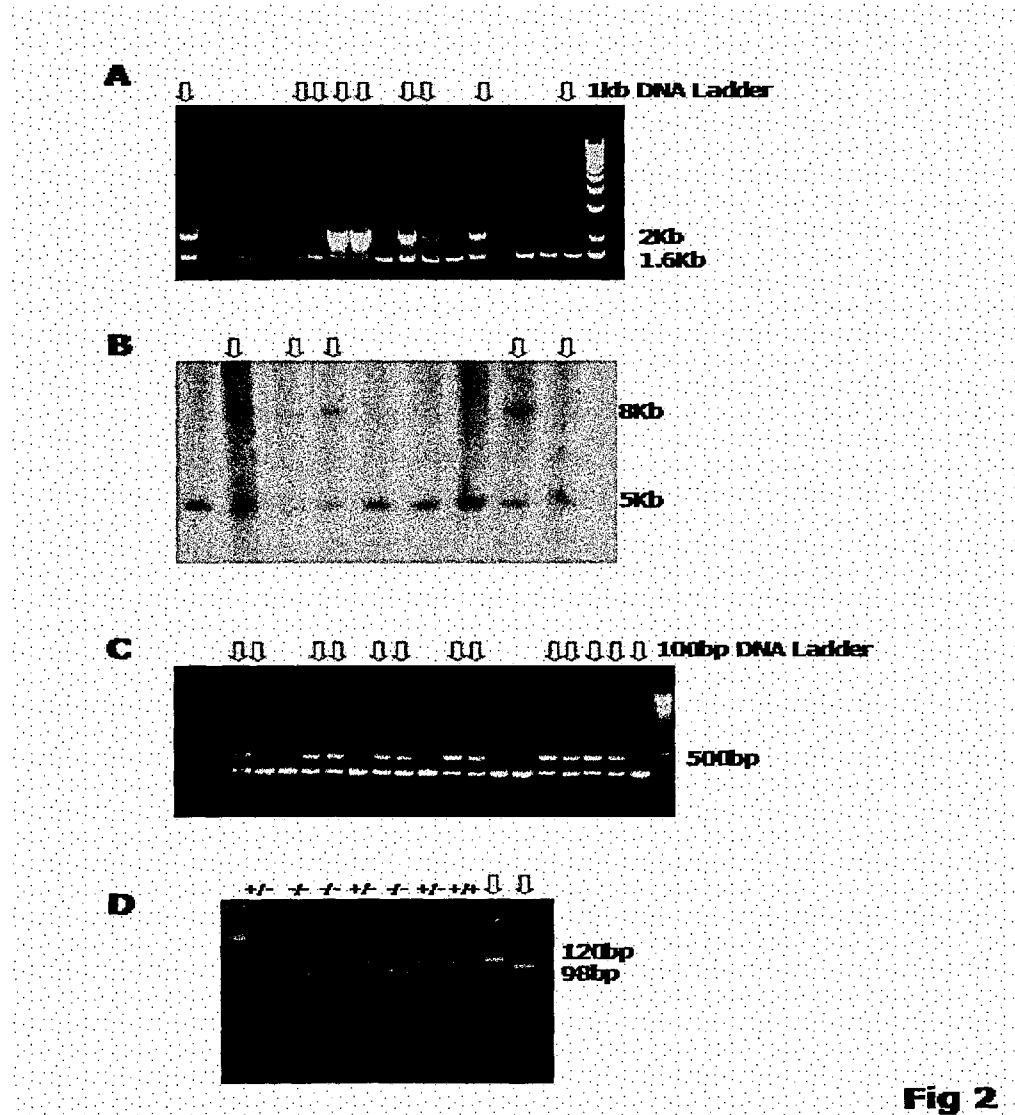 A
1kb DNA Ladder
2Kb
1.6Kb
B
8Kb
5Kb
C
100bp DNA Ladder
500bp
D
+/- -/- -/- +/- -/- +/- +/+
120bp
98bp
Fig 2